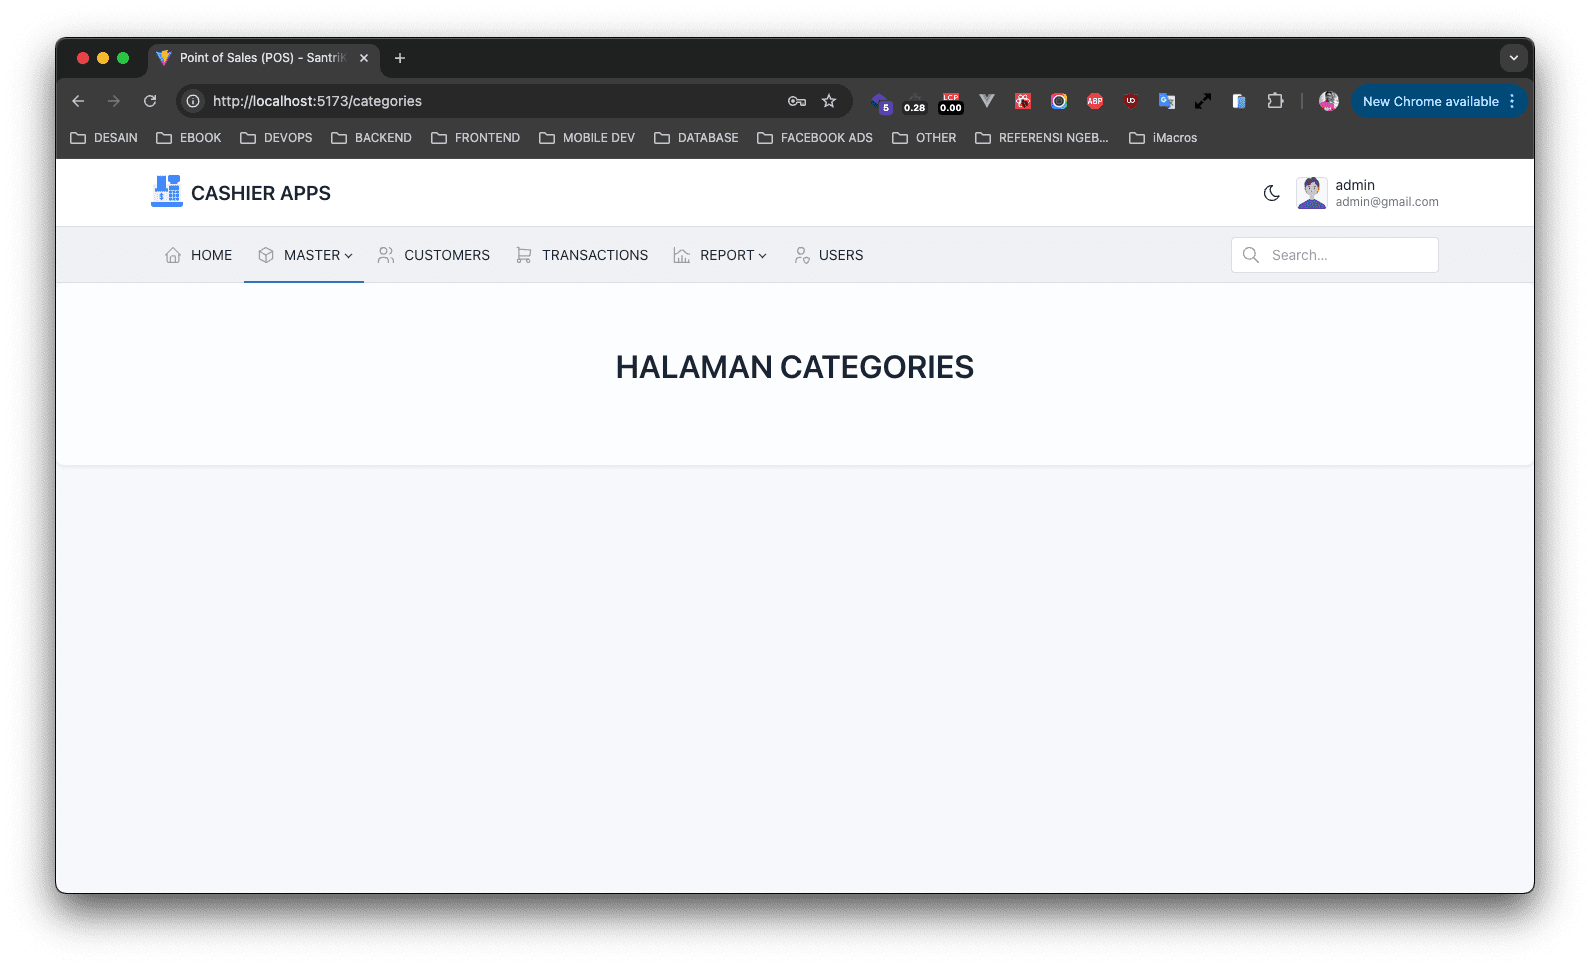 Point of Sales (POS) - Santri
http://localhost:5173/categories
5
0.28
LCP
0.00
ABP
New Chrome available
DESAIN EBOOK DEVOPS BACKEND FRONTEND MOBILE DEV DATABASE FACEBOOK ADS OTHER REFERENSI NGEB... iMacros
CASHIER APPS
admin
admin@gmail.com
HOME MASTER CUSTOMERS TRANSACTIONS REPORT USERS
Search...
HALAMAN CATEGORIES